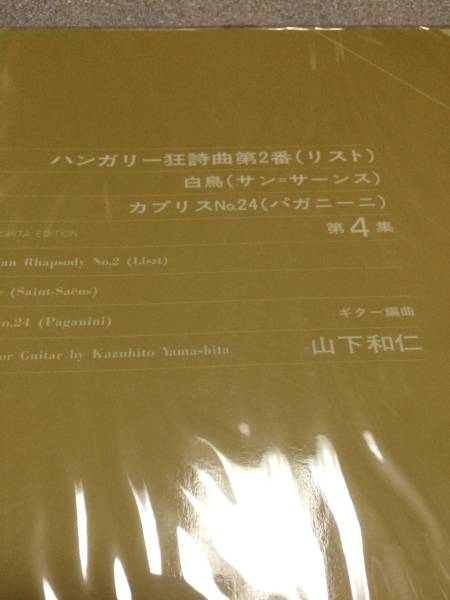 ハンガリー狂詩曲第2番(リスト)
白鳥(サン=サーンス)
カプリスNo.24(パガニーニ)
第4集
EDITION
an Rhapsody No.2 (Liszt)
(Saint-Saëns)
o.24 (Paganini)
ギター編曲
or Guitar by Kazuhito Yamashita
山下和仁